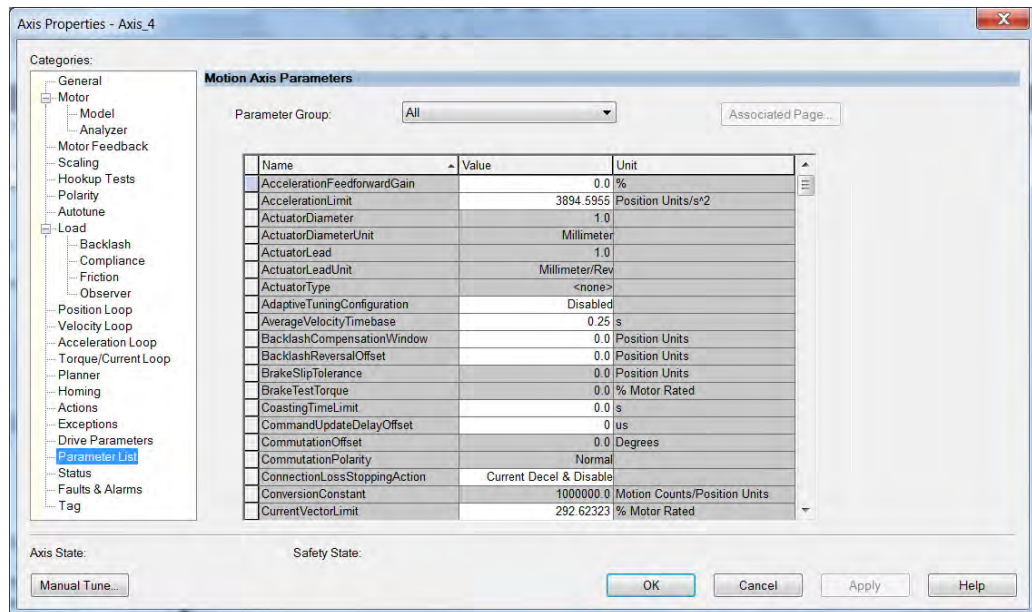 Axis Properties - Axis_4
Categories:
General
Motor
Model
Analyzer
Motor Feedback
Scaling
Hookup Tests
Polarity
Autotune
Load
Backlash
Compliance
Friction
Observer
Position Loop
Velocity Loop
Acceleration Loop
Torque/Current Loop
Planner
Homing
Actions
Exceptions
Drive Parameters
Parameter List
Status
Faults & Alarms
Tag
Motion Axis Parameters
Parameter Group: All Associated Page...
Name Value Unit
AccelerationFeedforwardGain 0.0 %
AccelerationLimit 3894.5955 Position Units/s^2
ActuatorDiameter 1.0
ActuatorDiameterUnit Millimeter
ActuatorLead 1.0
ActuatorLeadUnit Millimeter/Rev
ActuatorType <none>
AdaptiveTuningConfiguration Disabled
AverageVelocityTimebase 0.25 s
BacklashCompensationWindow 0.0 Position Units
BacklashReversalOffset 0.0 Position Units
BrakeSlipTolerance 0.0 Position Units
BrakeTestTorque 0.0 % Motor Rated
CoastingTimeLimit 0.0 s
CommandUpdateDelayOffset 0 us
CommutationOffset 0.0 Degrees
CommutationPolarity Normal
ConnectionLossStoppingAction Current Decel & Disable
ConversionConstant 1000000.0 Motion Counts/Position Units
CurrentVectorLimit 292.62323 % Motor Rated
Axis State: Safety State:
Manual Tune... OK Cancel Apply Help